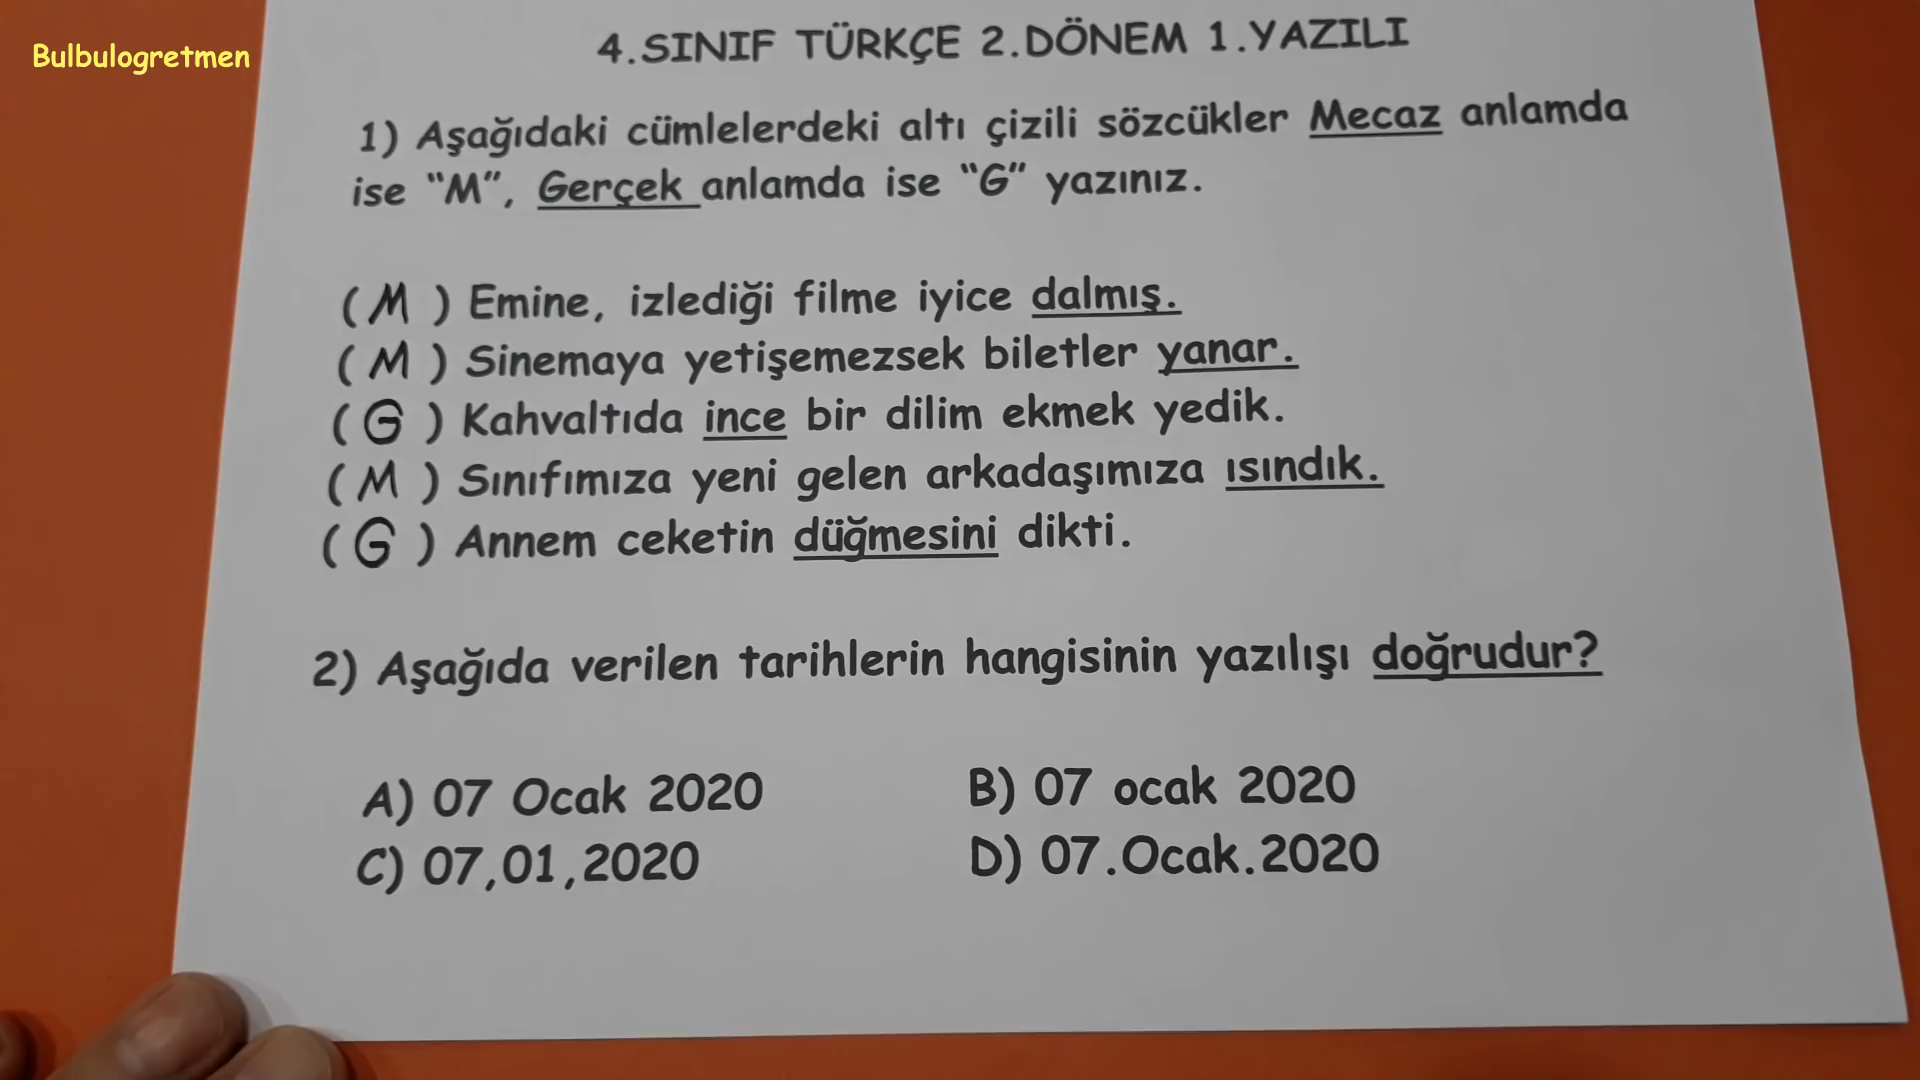 Bulbulogretmen
4.SINIF TÜRKÇE 2.DÖNEM 1.YAZILI
1) Aşağıdaki cümlelerdeki altı çizili sözcükler Mecaz anlamda
ise “M”, Gerçek anlamda ise “G” yazınız.
( M ) Emine, izlediği filme iyice dalmış.
( M ) Sinemaya yetişemezsek biletler yanar.
( G ) Kahvaltıda ince bir dilim ekmek yedik.
( M ) Sınıfımıza yeni gelen arkadaşımıza ısındık.
( G ) Annem ceketin düğmesini dikti.
2) Aşağıda verilen tarihlerin hangisinin yazılışı doğrudur?
A) 07 Ocak 2020 B) 07 ocak 2020
C) 07,01,2020 D) 07.Ocak.2020